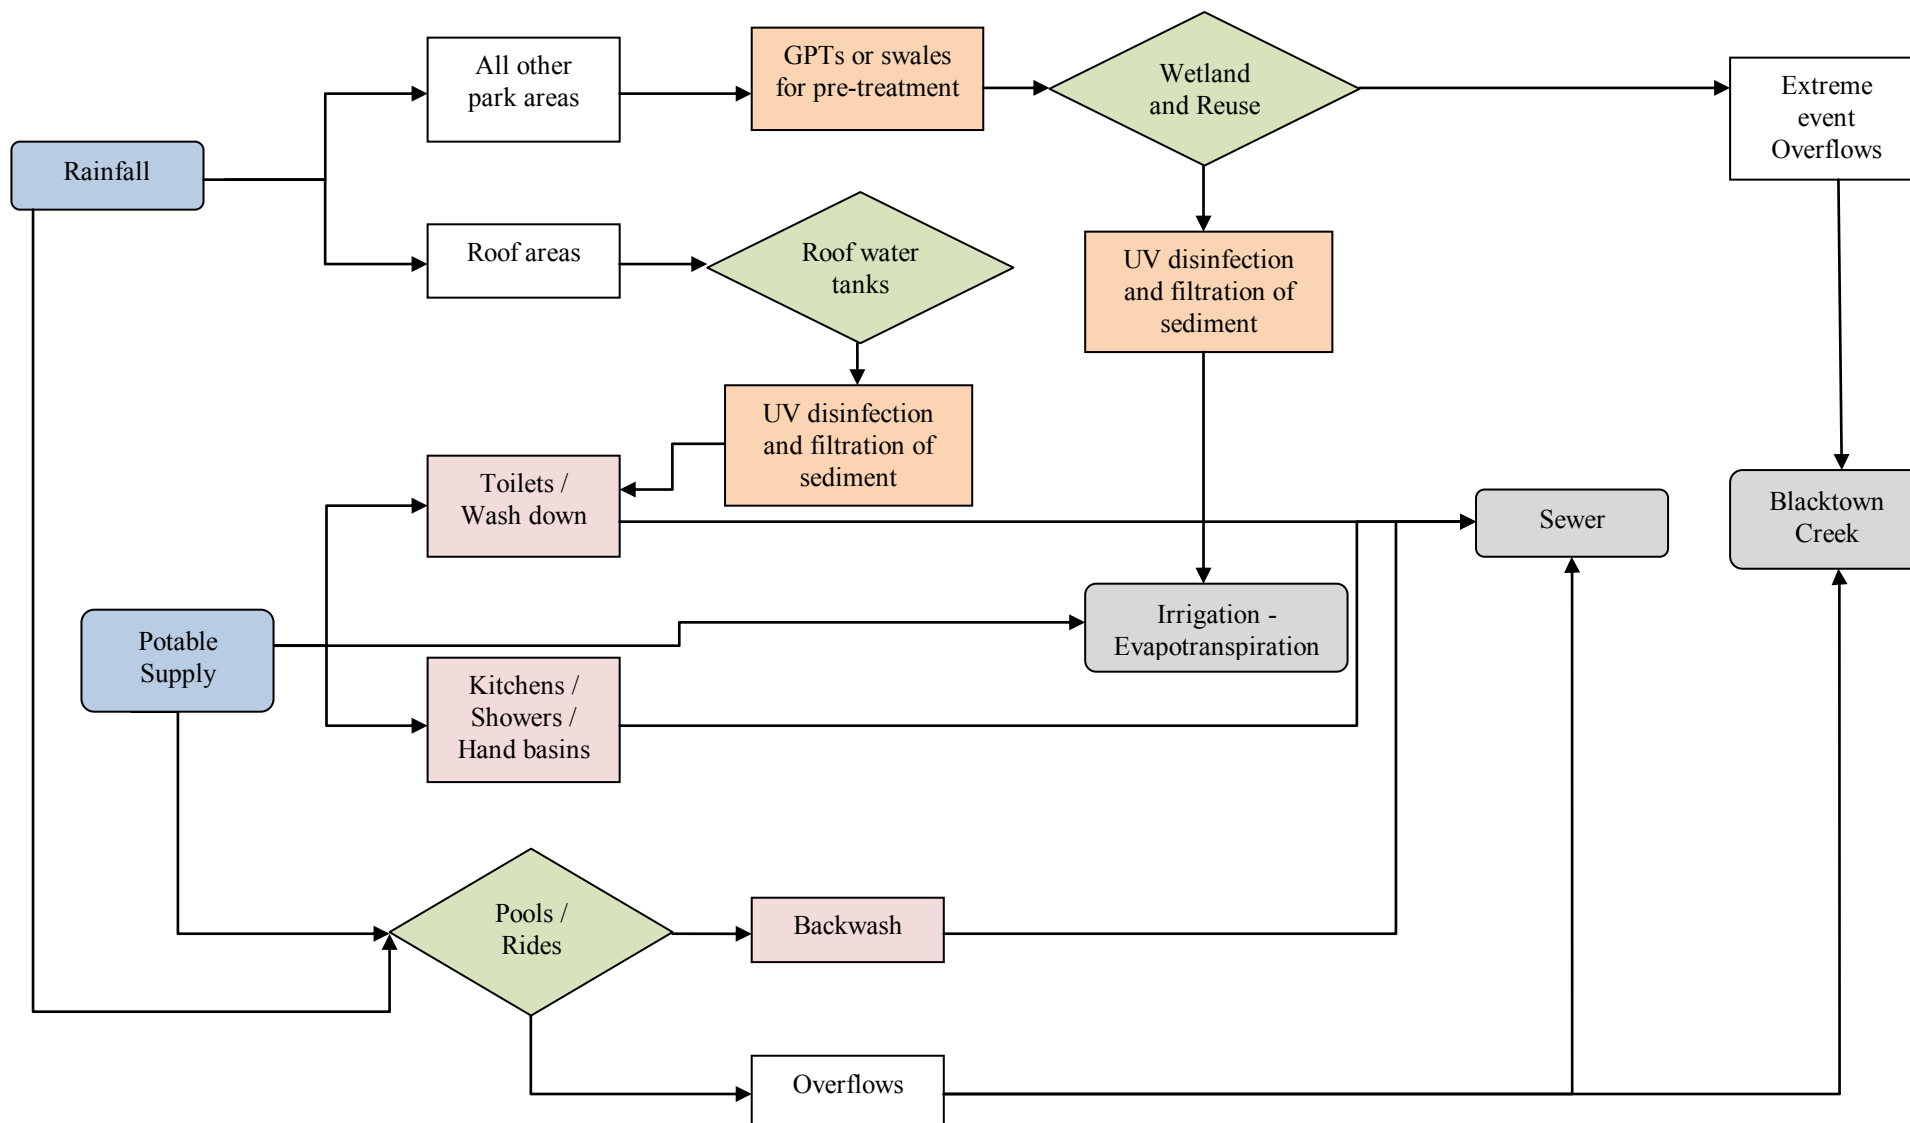 All other
park areas
GPTs or swales
for pre-treatment
Wetland
and Reuse
Extreme
event
Overflows
Rainfall
Roof areas
Roof water
tanks
UV disinfection
and filtration of
sediment
UV disinfection
and filtration of
sediment
Toilets /
Wash down
Sewer
Blacktown
Creek
Potable
Supply
Irrigation -
Evapotranspiration
Kitchens /
Showers /
Hand basins
Pools /
Rides
Backwash
Overflows